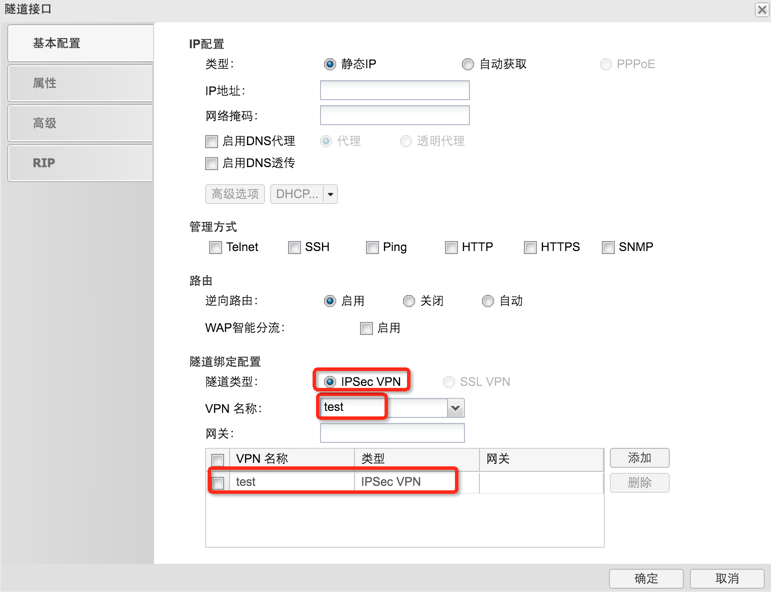 隧道接口
基本配置
属性
高级
RIP
IP配置
类型： 静态IP 自动获取 PPPoE
IP地址：
网络掩码：
启用DNS代理 代理 透明代理
启用DNS透传
高级选项 DHCP...
管理方式
Telnet SSH Ping HTTP HTTPS SNMP
路由
逆向路由： 启用 关闭 自动
WAP智能分流： 启用
隧道绑定配置
隧道类型： IPSec VPN SSL VPN
VPN 名称： test
网关：
VPN 名称 类型 网关 添加
test IPSec VPN 删除
确定 取消